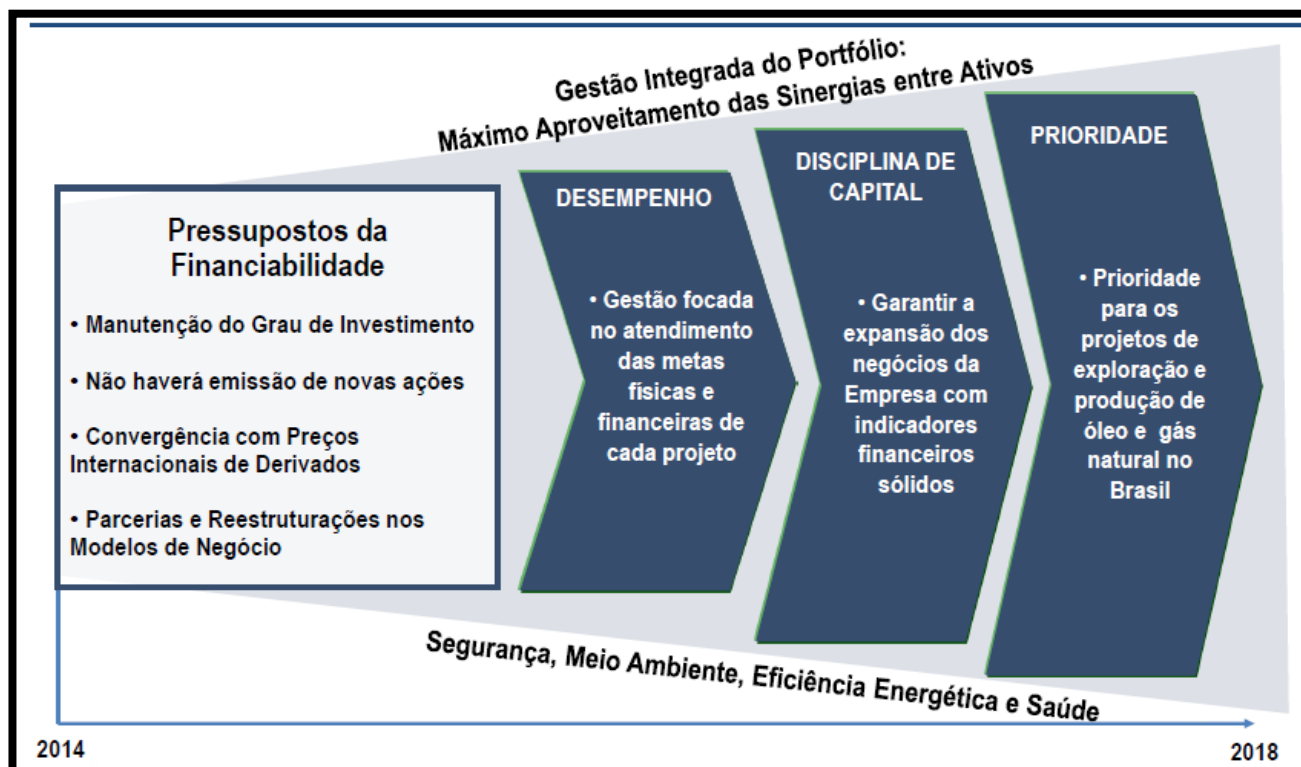 Gestão Integrada do Portfólio:
Máximo Aproveitamento das Sinergias entre Ativos
Pressupostos da
Financiabilidade
• Manutenção do Grau de Investimento
• Não haverá emissão de novas ações
• Convergência com Preços
Internacionais de Derivados
• Parcerias e Reestruturações nos
Modelos de Negócio
DESEMPENHO
• Gestão focada
no atendimento
das metas
físicas e
financeiras de
cada projeto
DISCIPLINA DE
CAPITAL
• Garantir a
expansão dos
negócios da
Empresa com
indicadores
financeiros
sólidos
PRIORIDADE
• Prioridade
para os
projetos de
exploração e
produção de
óleo e gás
natural no
Brasil
Segurança, Meio Ambiente, Eficiência Energética e Saúde
2014
2018